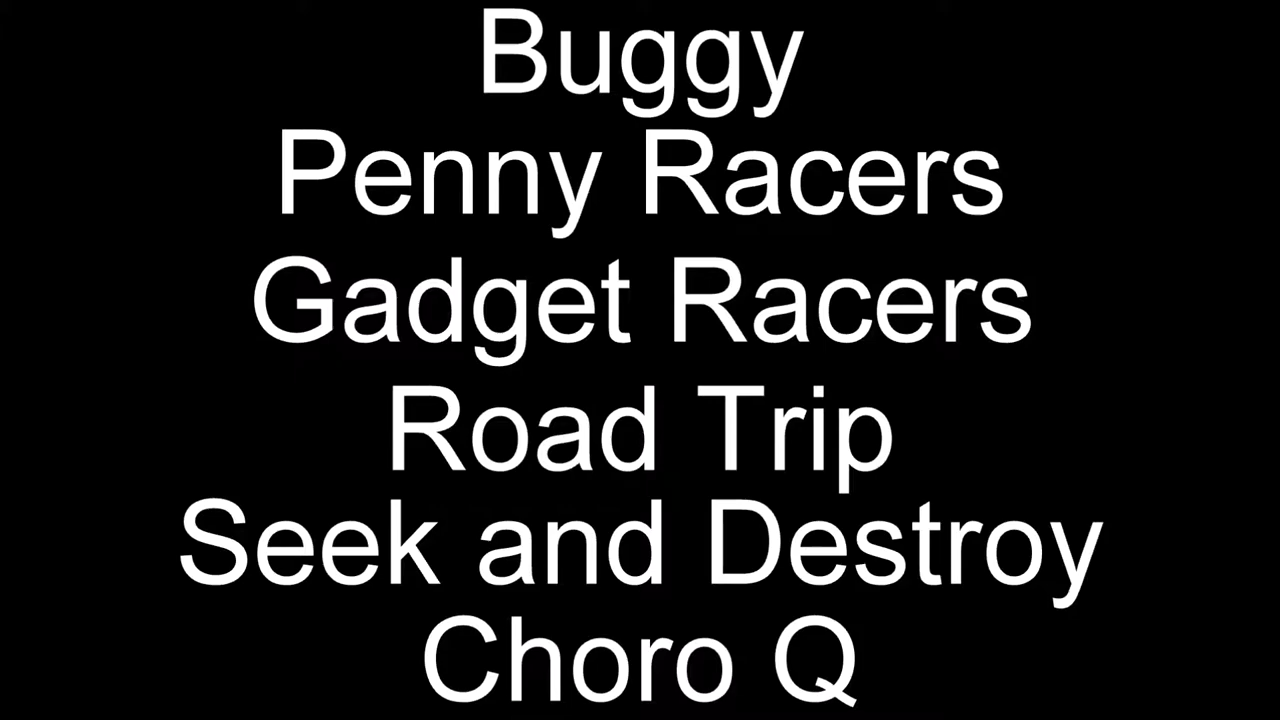 Buggy
Penny Racers
Gadget Racers
Road Trip
Seek and Destroy
Choro Q